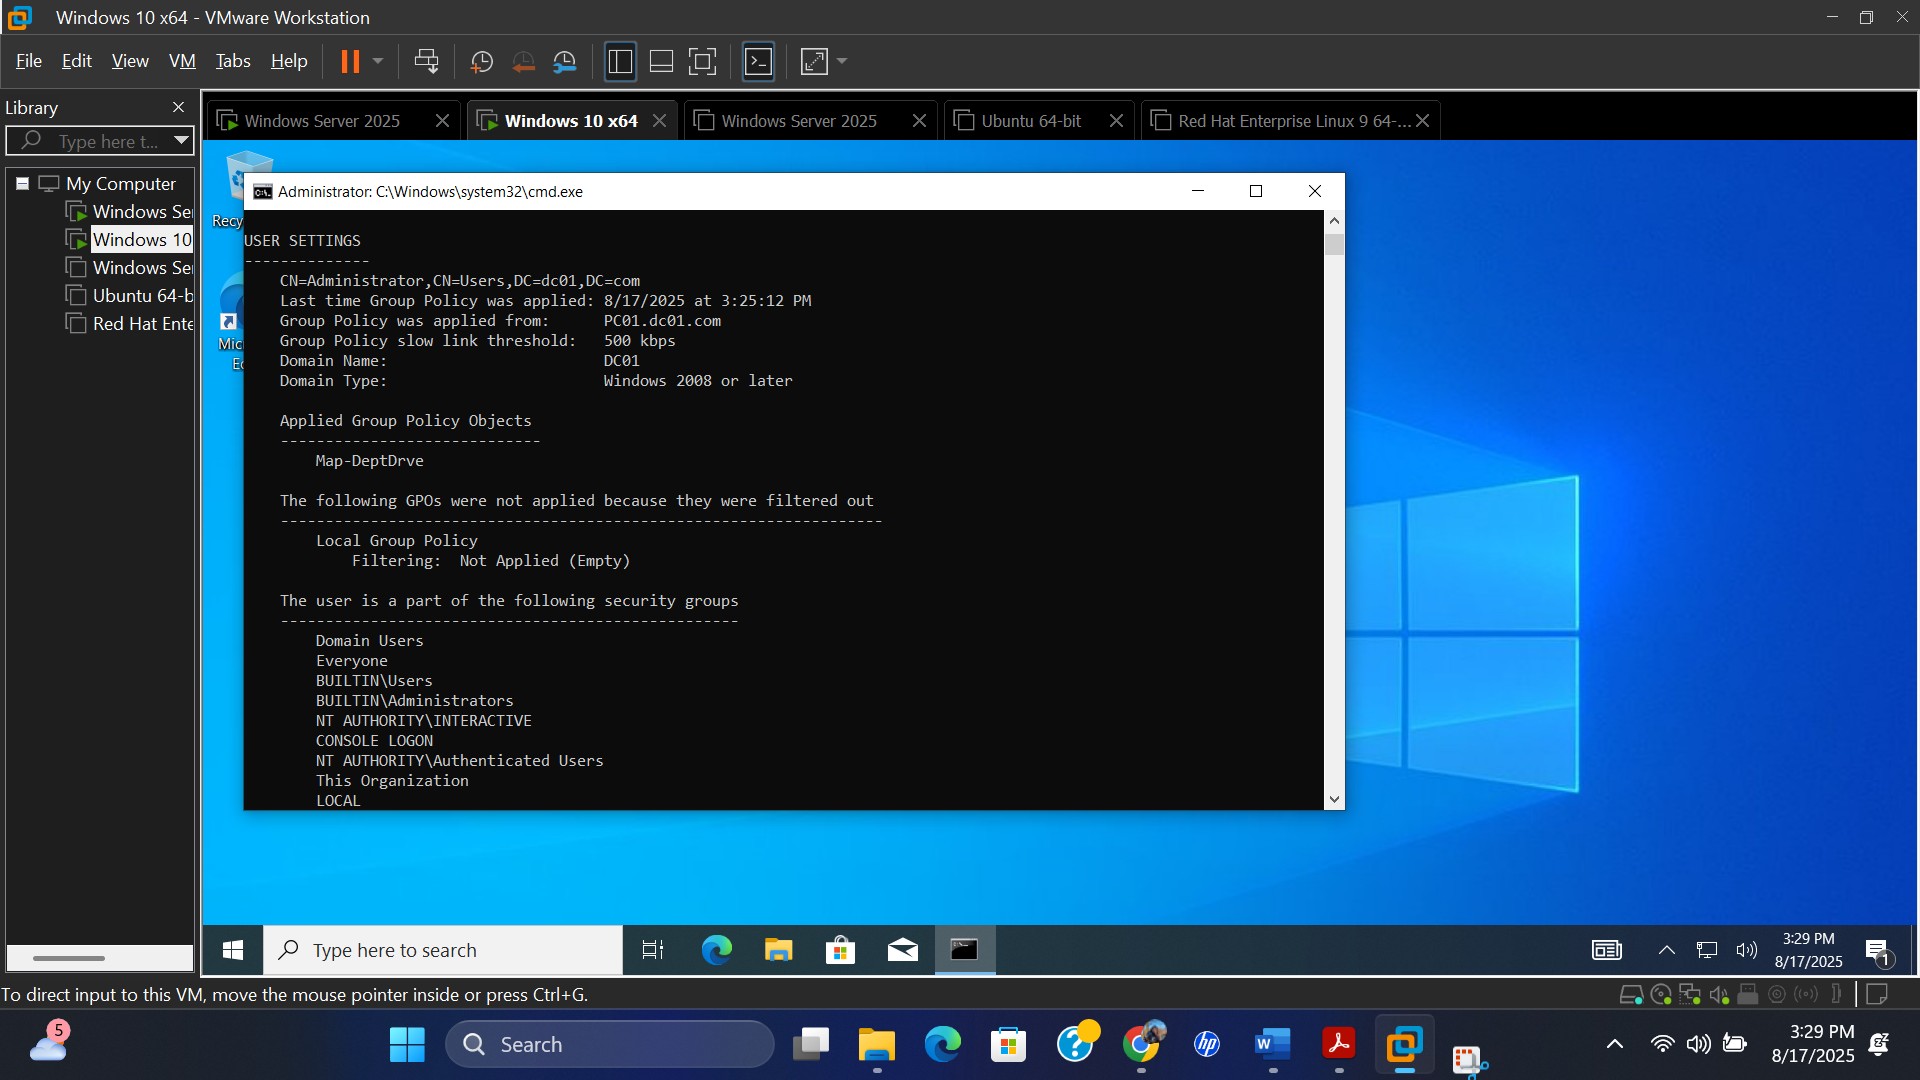 Windows 10 x64 - VMware Workstation
File Edit View VM Tabs Help
Library
Type here t...
My Computer
Windows Se
Windows 10
Windows Se
Ubuntu 64-b
Red Hat Ente
Windows Server 2025
Windows 10 x64
Windows Server 2025
Ubuntu 64-bit
Red Hat Enterprise Linux 9 64-...
Recy
Mic
Ec
Administrator: C:\Windows\system32\cmd.exe
USER SETTINGS
--------------
CN=Administrator,CN=Users,DC=dc01,DC=com
Last time Group Policy was applied: 8/17/2025 at 3:25:12 PM
Group Policy was applied from: PC01.dc01.com
Group Policy slow link threshold: 500 kbps
Domain Name: DC01
Domain Type: Windows 2008 or later
Applied Group Policy Objects
-----------------------------
Map-DeptDrve
The following GPOs were not applied because they were filtered out
-------------------------------------------------------------------
Local Group Policy
Filtering: Not Applied (Empty)
The user is a part of the following security groups
---------------------------------------------------
Domain Users
Everyone
BUILTIN\Users
BUILTIN\Administrators
NT AUTHORITY\INTERACTIVE
CONSOLE LOGON
NT AUTHORITY\Authenticated Users
This Organization
LOCAL
Type here to search
3:29 PM
8/17/2025
1
To direct input to this VM, move the mouse pointer inside or press Ctrl+G.
5
Search
hp
W
3:29 PM
8/17/2025